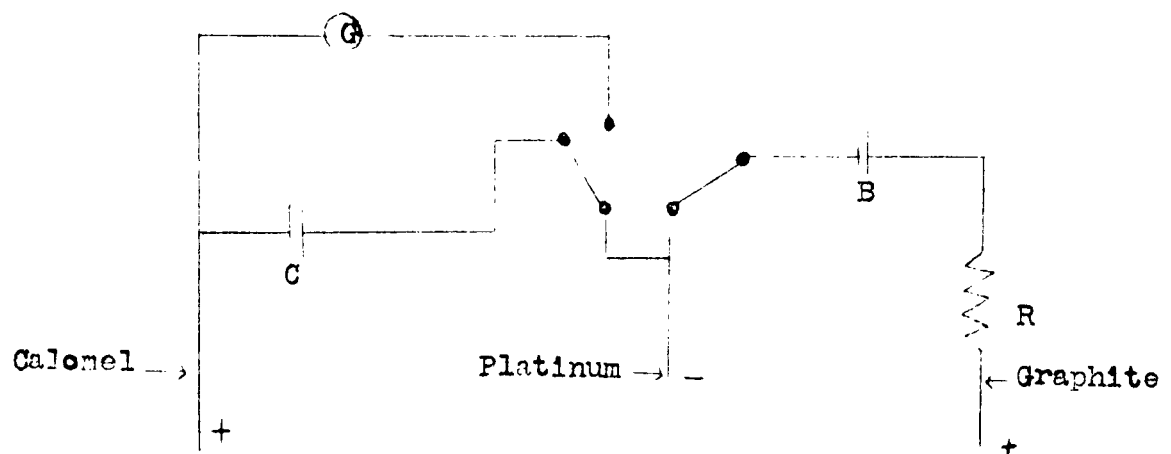 G
B
C
R
Calomel →
Platinum → -
← Graphite
+
+